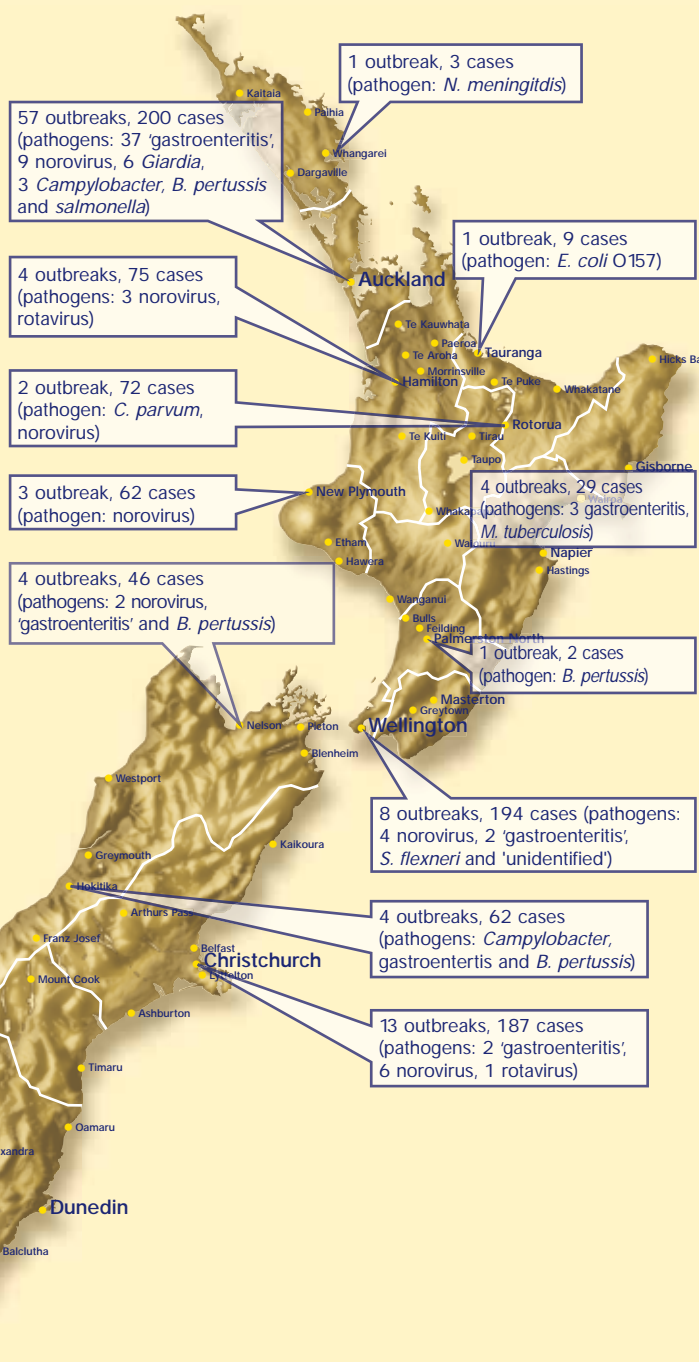 1 outbreak, 3 cases
(pathogen: N. meningitdis)
Kaitaia
Paihia
57 outbreaks, 200 cases
(pathogens: 37 'gastroenteritis',
9 norovirus, 6 Giardia,
3 Campylobacter, B. pertussis
and salmonella)
Whangarei
Dargaville
1 outbreak, 9 cases
(pathogen: E. coli O157)
4 outbreaks, 75 cases
(pathogens: 3 norovirus,
rotavirus)
Auckland
Te Kauwhata
Paeroa
Te Aroha
Tauranga
Hicks Ba
Morrinsville
Hamilton
Te Puke
Whakatane
2 outbreak, 72 cases
(pathogen: C. parvum,
norovirus)
Rotorua
Te Kuiti
Tirau
Taupo
Gisborne
3 outbreak, 62 cases
(pathogen: norovirus)
New Plymouth
4 outbreaks, 29 cases
(pathogens: 3 gastroenteritis,
M. tuberculosis)
Wairoa
Whakapapa
Etham
Waiouru
Napier
Hawera
Hastings
4 outbreaks, 46 cases
(pathogens: 2 norovirus,
'gastroenteritis' and B. pertussis)
Wanganui
Bulls
Feilding
Palmerston North
1 outbreak, 2 cases
(pathogen: B. pertussis)
Masterton
Greytown
Nelson
Picton
Wellington
Blenheim
Westport
8 outbreaks, 194 cases (pathogens:
4 norovirus, 2 'gastroenteritis',
S. flexneri and 'unidentified')
Kaikoura
Greymouth
Hokitika
Arthurs Pass
4 outbreaks, 62 cases
(pathogens: Campylobacter,
gastroentertis and B. pertussis)
Franz Josef
Belfast
Christchurch
Lyttelton
Mount Cook
Ashburton
13 outbreaks, 187 cases
(pathogens: 2 'gastroenteritis',
6 norovirus, 1 rotavirus)
Timaru
Oamaru
xandra
Dunedin
Balclutha